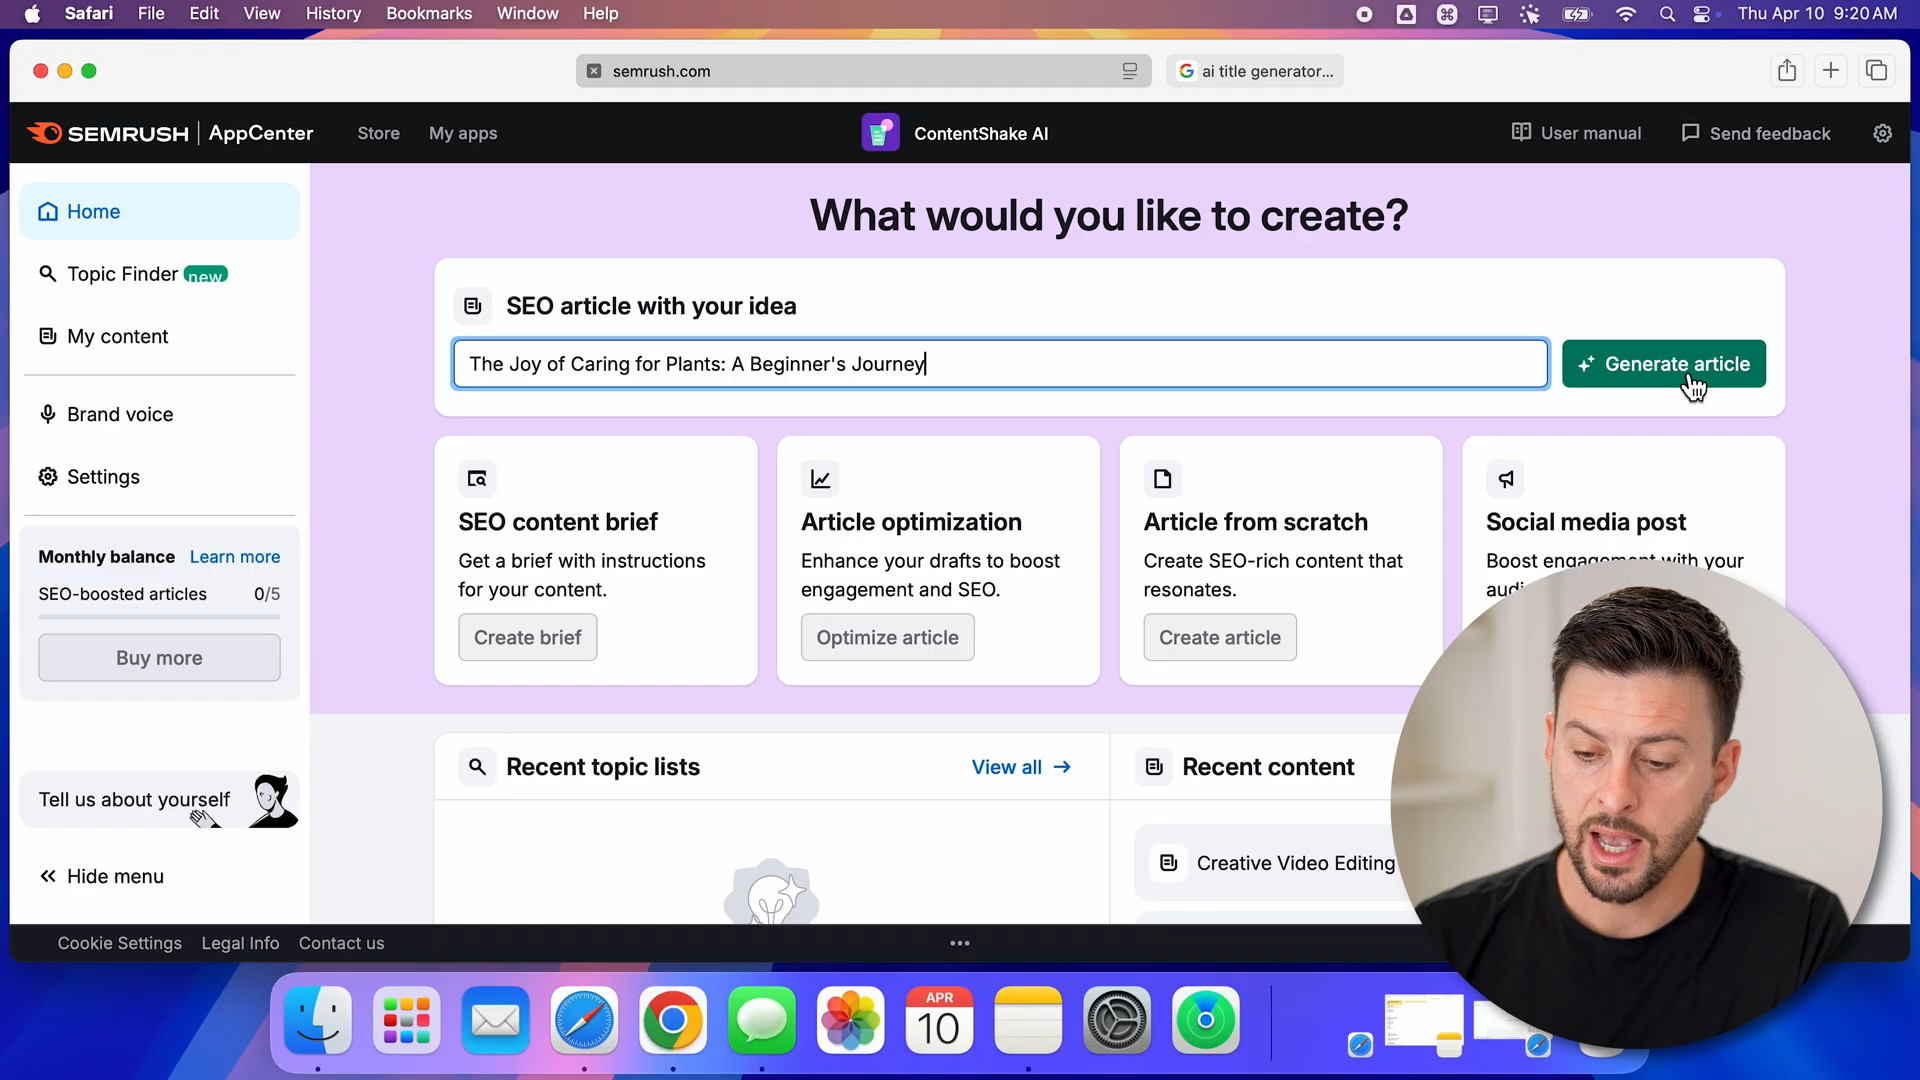 Safari File Edit View History Bookmarks Window Help Thu Apr 10 9:20 AM
semrush.com ai title generator...
SEMRUSH AppCenter Store My apps ContentShake AI User manual Send feedback
Home
Topic Finder new
My content
Brand voice
Settings
Monthly balance Learn more
SEO-boosted articles 0/5
Buy more
Tell us about yourself
Hide menu
What would you like to create?
SEO article with your idea
The Joy of Caring for Plants: A Beginner's Journey
Generate article
SEO content brief
Get a brief with instructions
for your content.
Create brief
Article optimization
Enhance your drafts to boost
engagement and SEO.
Optimize article
Article from scratch
Create SEO-rich content that
resonates.
Create article
Social media post
Boost engagement with your
Recent topic lists View all
Recent content
Creative Video Editing
Cookie Settings Legal Info Contact us
APR
10